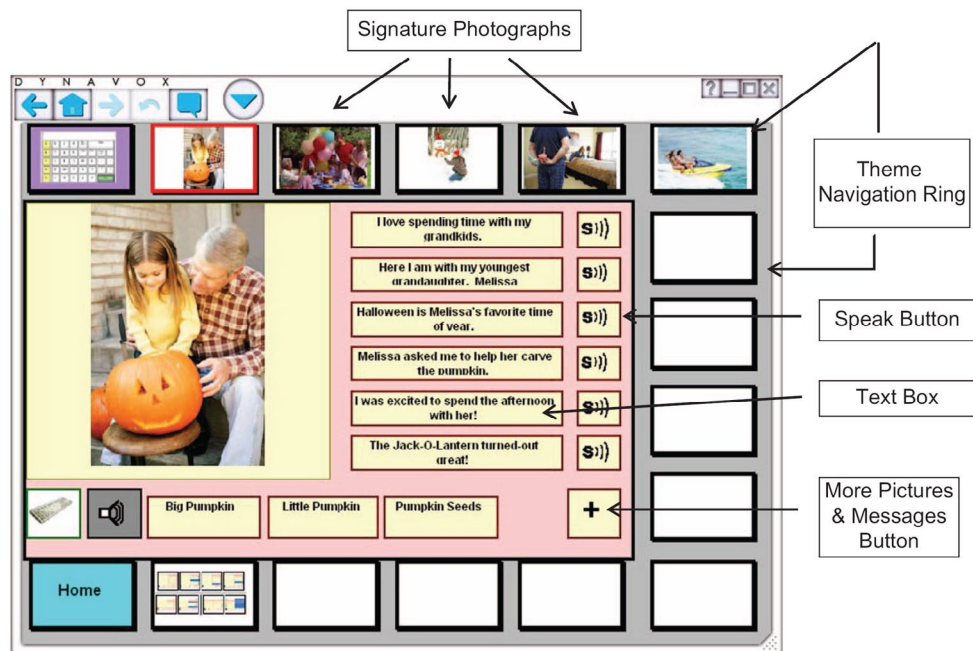 Signature Photographs
D Y N A V O X
?
Theme
Navigation Ring
I love spending time with my
grandkids.
S
Here I am with my youngest
grandaughter, Melissa
S
Halloween is Melissa's favorite time
of year.
S
Speak Button
Melissa asked me to help her carve
the pumpkin.
S
I was excited to spend the afternoon
with her!
S
Text Box
The Jack-O-Lantern turned-out
great!
S
Big Pumpkin
Little Pumpkin
Pumpkin Seeds
+
More Pictures
& Messages
Button
Home